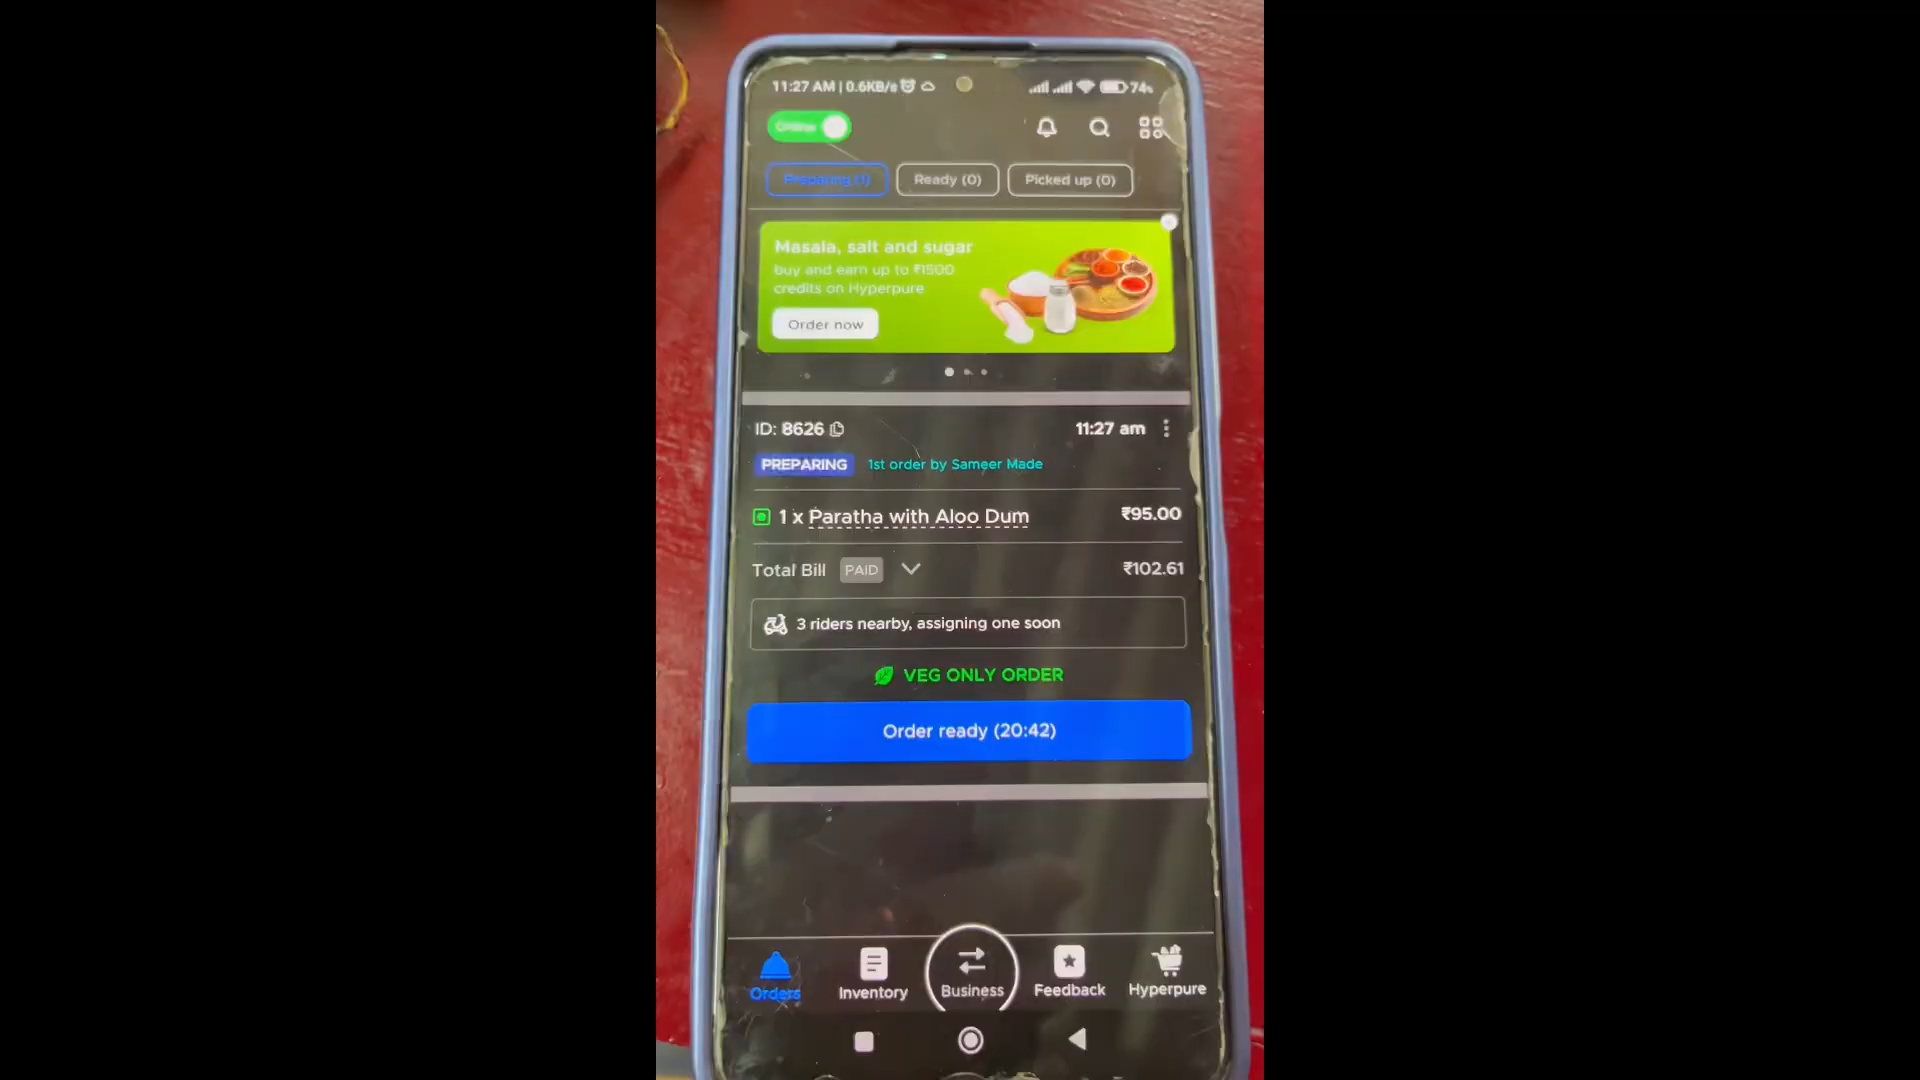 11:27 AM | 0.6KB/s 74%
Online
Preparing (1) Ready (0) Picked up (0)
Masala, salt and sugar
buy and earn up to ₹1500
credits on Hyperpure
Order now
ID: 8626 11:27 am
PREPARING 1st order by Sameer Made
1 x Paratha with Aloo Dum ₹95.00
Total Bill PAID ₹102.61
3 riders nearby, assigning one soon
VEG ONLY ORDER
Order ready (20:42)
Orders Inventory Business Feedback Hyperpure